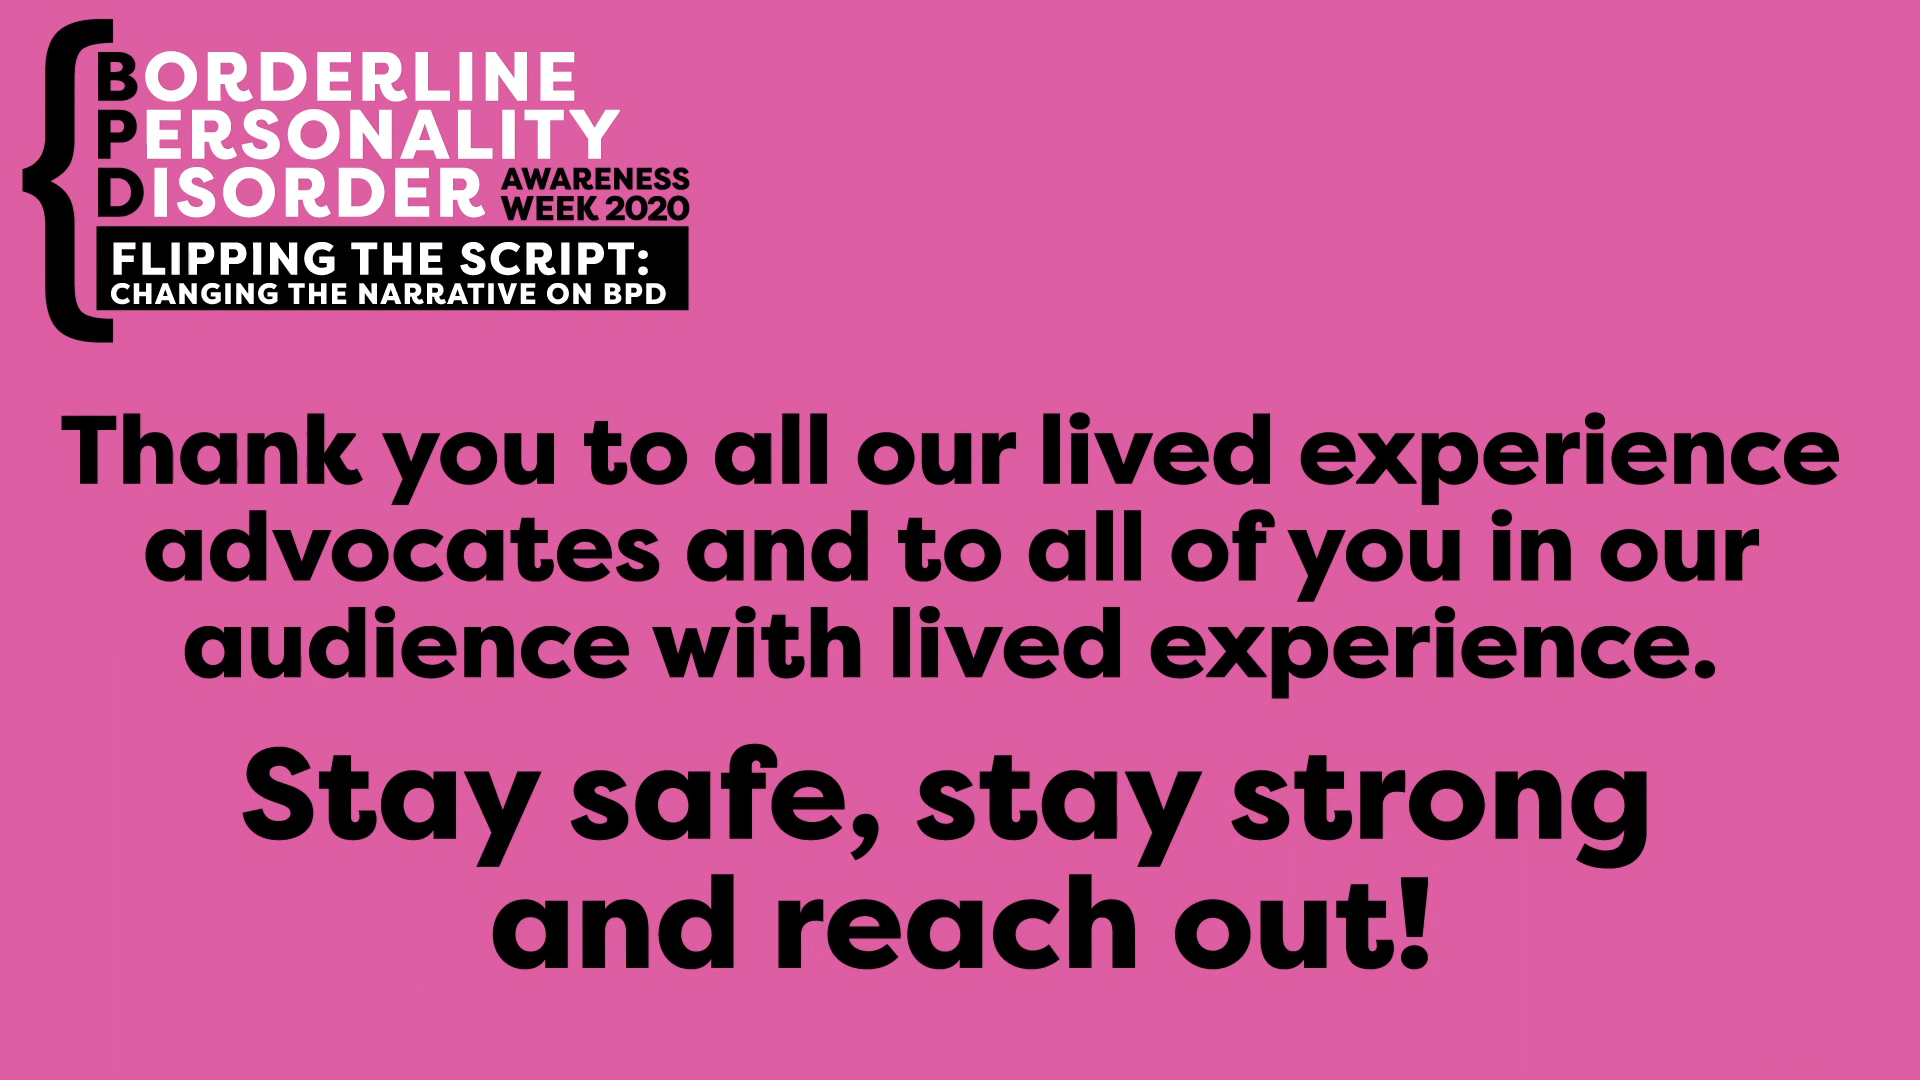 BORDERLINE
PERSONALITY
DISORDER AWARENESS
WEEK 2020
FLIPPING THE SCRIPT:
CHANGING THE NARRATIVE ON BPD
Thank you to all our lived experience
advocates and to all of you in our
audience with lived experience.
Stay safe, stay strong
and reach out!